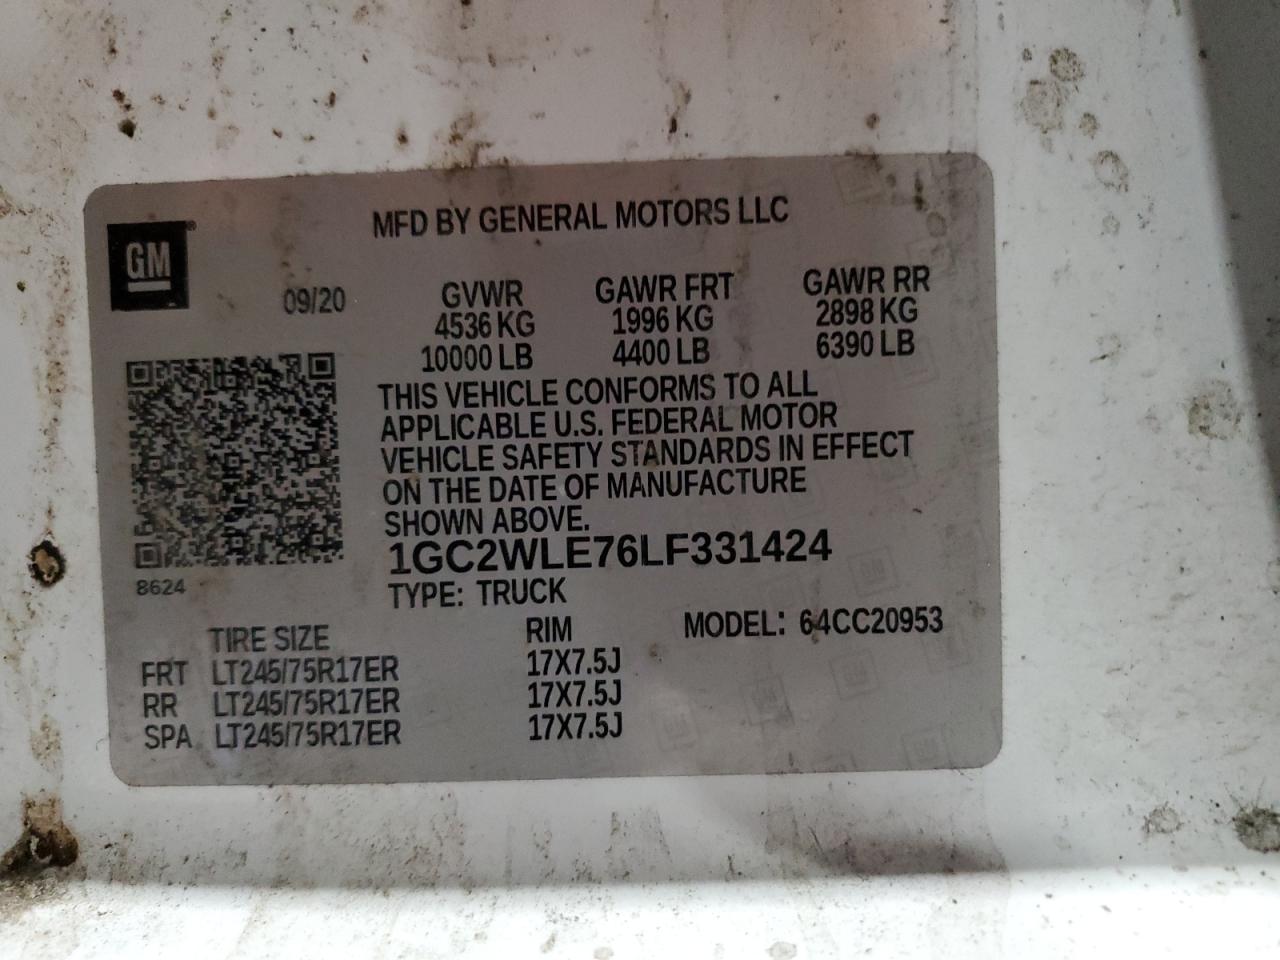 MFD BY GENERAL MOTORS LLC
GM ®
09/20
GVWR GAWR FRT GAWR RR
4536 KG 1996 KG 2898 KG
10000 LB 4400 LB 6390 LB
THIS VEHICLE CONFORMS TO ALL
APPLICABLE U.S. FEDERAL MOTOR
VEHICLE SAFETY STANDARDS IN EFFECT
ON THE DATE OF MANUFACTURE
SHOWN ABOVE.
1GC2WLE76LF331424
8624
TYPE: TRUCK
MODEL: 64CC20953
TIRE SIZE RIM
FRT LT245/75R17ER 17X7.5J
RR LT245/75R17ER 17X7.5J
SPA LT245/75R17ER 17X7.5J